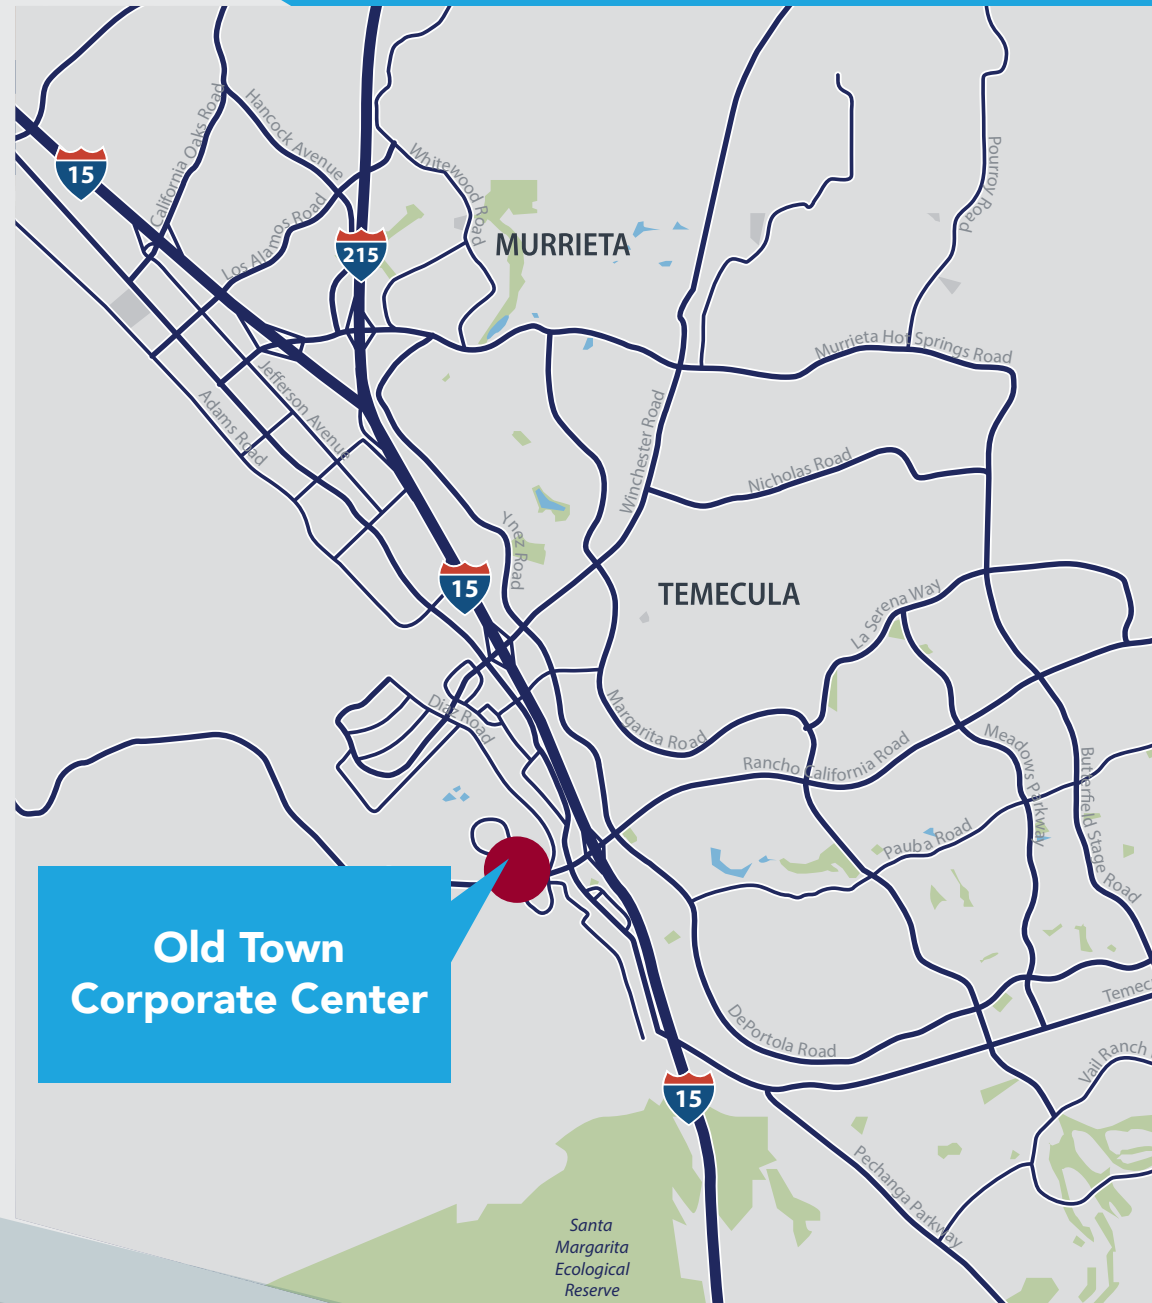 California Oaks Road
Hancock Avenue
Whitewood Road
Pourroy Road
15
Los Alamos Road
215
MURRIETA
Murrieta Hot Springs Road
Jefferson Avenue
Adams Road
Winchester Road
Nicholas Road
Ynez Road
15
TEMECULA
La Serena Way
Diaz Road
Margarita Road
Rancho California Road
Meadows Parkway
Butterfield Stage Road
Pauba Road
Old Town
Corporate Center
Temec
DePortola Road
Vail Ranch
15
Pechanga Parkway
Santa
Margarita
Ecological
Reserve